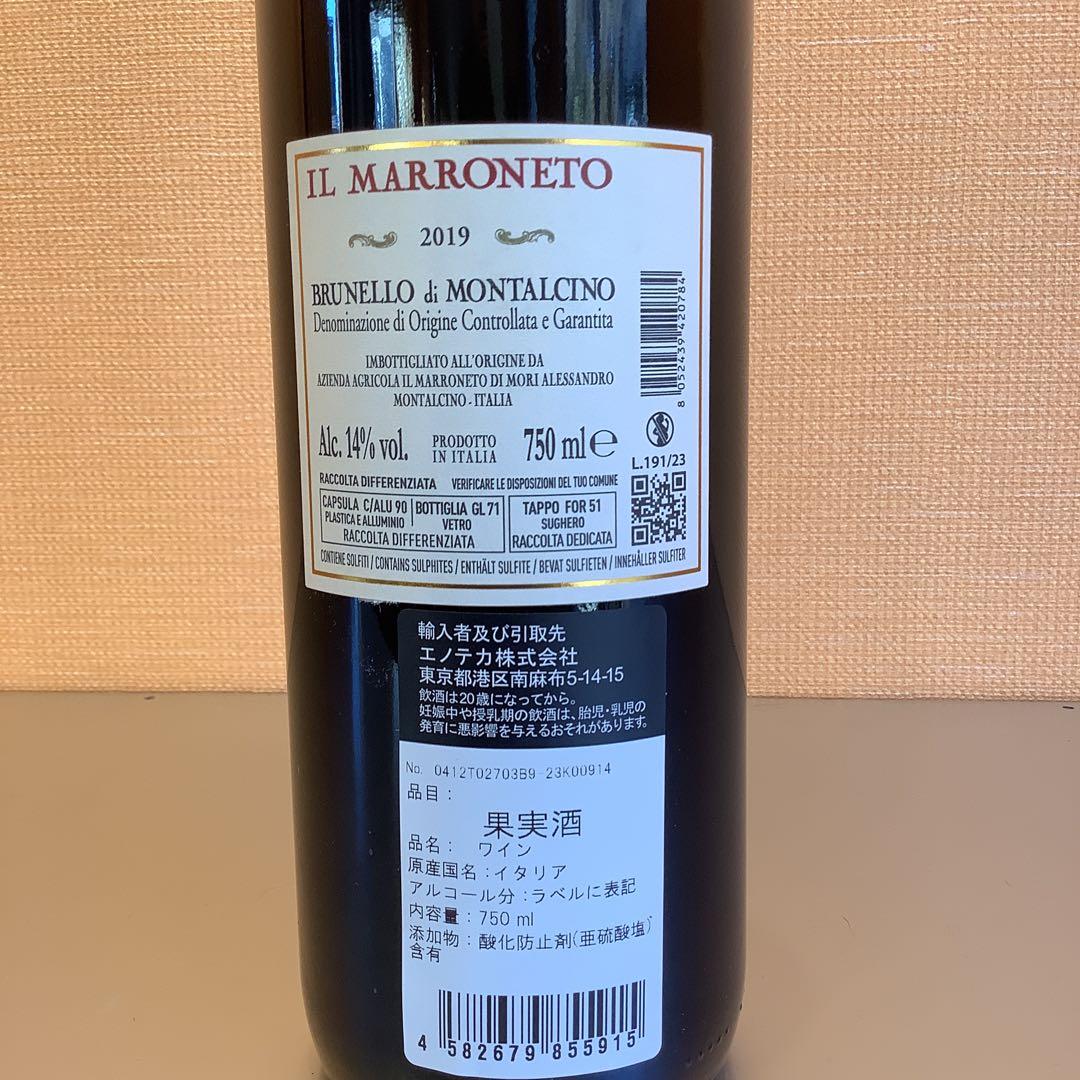 IL MARRONETO
2019
BRUNELLO di MONTALCINO
Denominazione di Origine Controllata e Garantita
IMBOTTIGLIATO ALL'ORIGINE DA
AZIENDA AGRICOLA IL MARRONETO DI MORI ALESSANDRO
MONTALCINO - ITALIA
Alc. 14% vol. PRODOTTO IN ITALIA 750 ml ℮
8 052439 420784
L.191/23
RACCOLTA DIFFERENZIATA VERIFICARE LE DISPOSIZIONI DEL TUO COMUNE
CAPSULA C/ALU 90 BOTTIGLIA GL 71 TAPPO FOR 51
PLASTICA E ALLUMINIO VETRO SUGHERO
RACCOLTA DIFFERENZIATA RACCOLTA DEDICATA
CONTIENE SOLFITI / CONTAINS SULPHITES / ENTHÄLT SULFITE / BEVAT SULFIETEN / INNEHÅLLER SULFITER
輸入者及び引取先
エノテカ株式会社
東京都港区南麻布5-14-15
飲酒は20歳になってから。
妊娠中や授乳期の飲酒は、胎児・乳児の
発育に悪影響を与えるおそれがあります。
No. 0412T02703B9-23K00914
品目：
果実酒
品名： ワイン
原産国名：イタリア
アルコール分：ラベルに表記
内容量：750 ml
添加物：酸化防止剤(亜硫酸塩)
含有
4 582679 855915